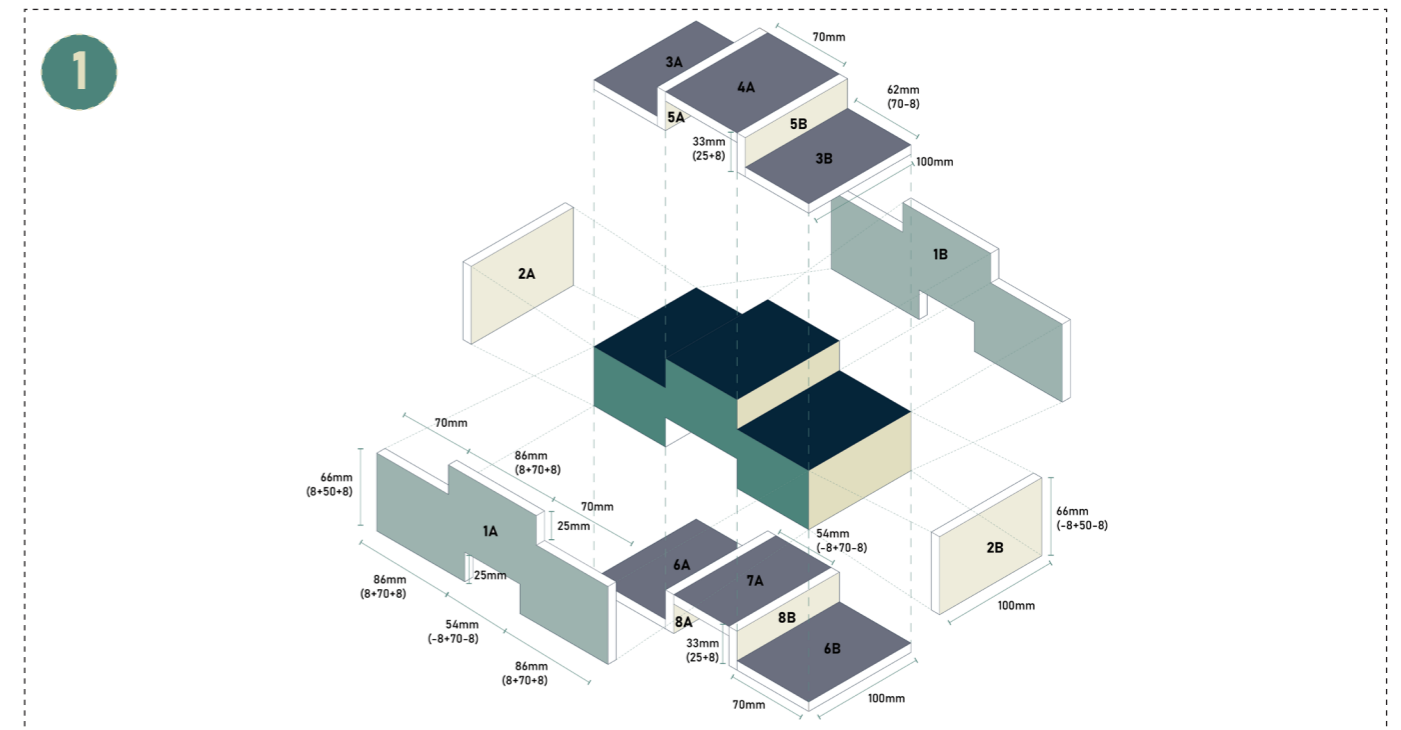 1
3A
70mm
4A
62mm
(70-8)
5A
5B
33mm
(25+8)
3B
100mm
2A
1B
70mm
86mm
(8+70+8)
66mm
(8+50+8)
70mm
25mm
1A
25mm
86mm
(8+70+8)
54mm
(-8+70-8)
86mm
(8+70+8)
54mm
(-8+70-8)
6A
7A
8A
8B
33mm
(25+8)
6B
70mm
100mm
66mm
(-8+50-8)
2B
100mm